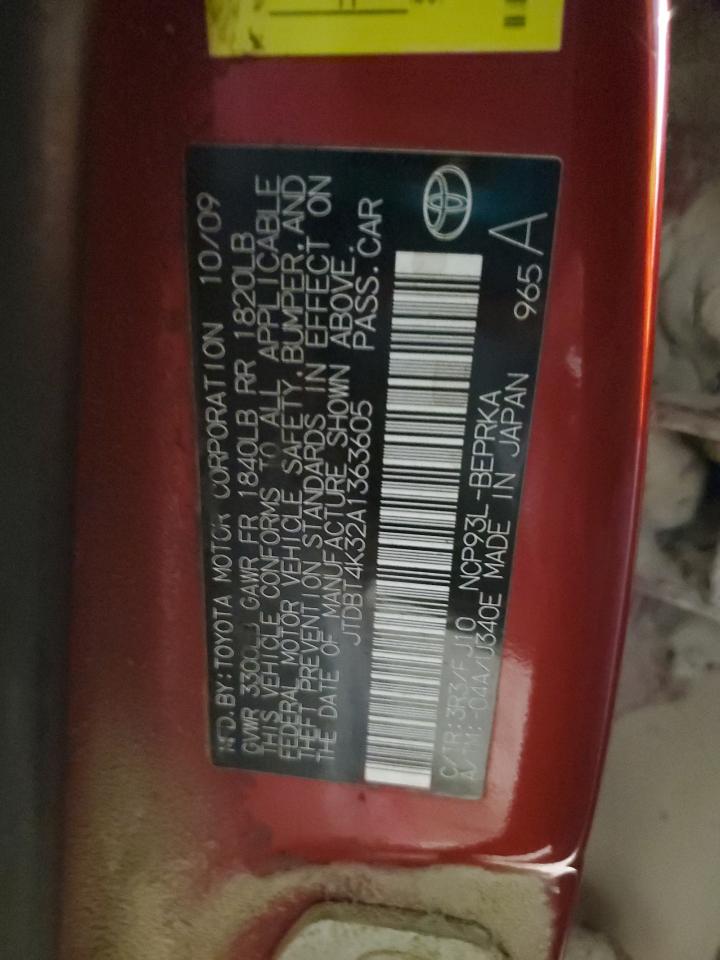 MFD.BY:TOYOTA MOTOR CORPORATION 10/09
GVWR 3300LB GAWR FR 1840LB RR 1820LB
THIS VEHICLE CONFORMS TO ALL APPLICABLE
FEDERAL MOTOR VEHICLE SAFETY,BUMPER,AND
THEFT PREVENTION STANDARDS IN EFFECT ON
THE DATE OF MANUFACTURE SHOWN ABOVE.
JTDBT4K32A1363605 PASS.CAR
C/TR:3R3/FJ10 NCP93L-BEPRKA
A/TM:-04A/U340E MADE IN JAPAN 965 A